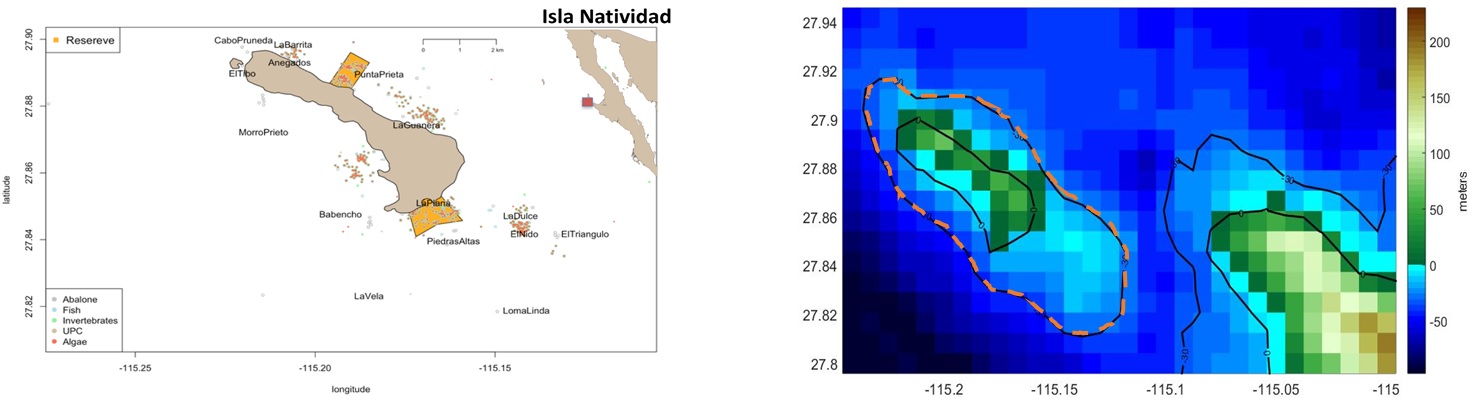 Isla Natividad
Resereve
0 1 2 km
CaboPruneda
LaBarrita
Anegados
ElTibo
PuntaPrieta
LaGuanera
MorroPrieto
LaPlana
Babencho
LaDulce
PiedrasAltas
ElNido
ElTriangulo
LaVela
LomaLinda
Abalone
Fish
Invertebrates
UPC
Algae
27.90
27.88
27.86
27.84
27.82
latitude
-115.25 -115.20 -115.15
longitude
27.94
27.92
27.9
27.88
27.86
27.84
27.82
27.8
-115.2 -115.15 -115.1 -115.05 -115
0
0
0
-30
-30
-30
0
0
0
200
150
100
50
0
-50
meters